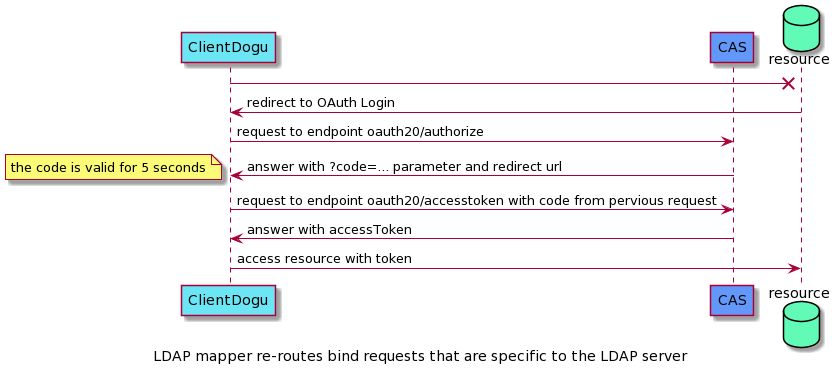 ClientDogu
CAS
resource
redirect to OAuth Login
request to endpoint oauth20/authorize
the code is valid for 5 seconds
answer with ?code=... parameter and redirect url
request to endpoint oauth20/accesstoken with code from pervious request
answer with accessToken
access resource with token
ClientDogu
CAS
resource
LDAP mapper re-routes bind requests that are specific to the LDAP server